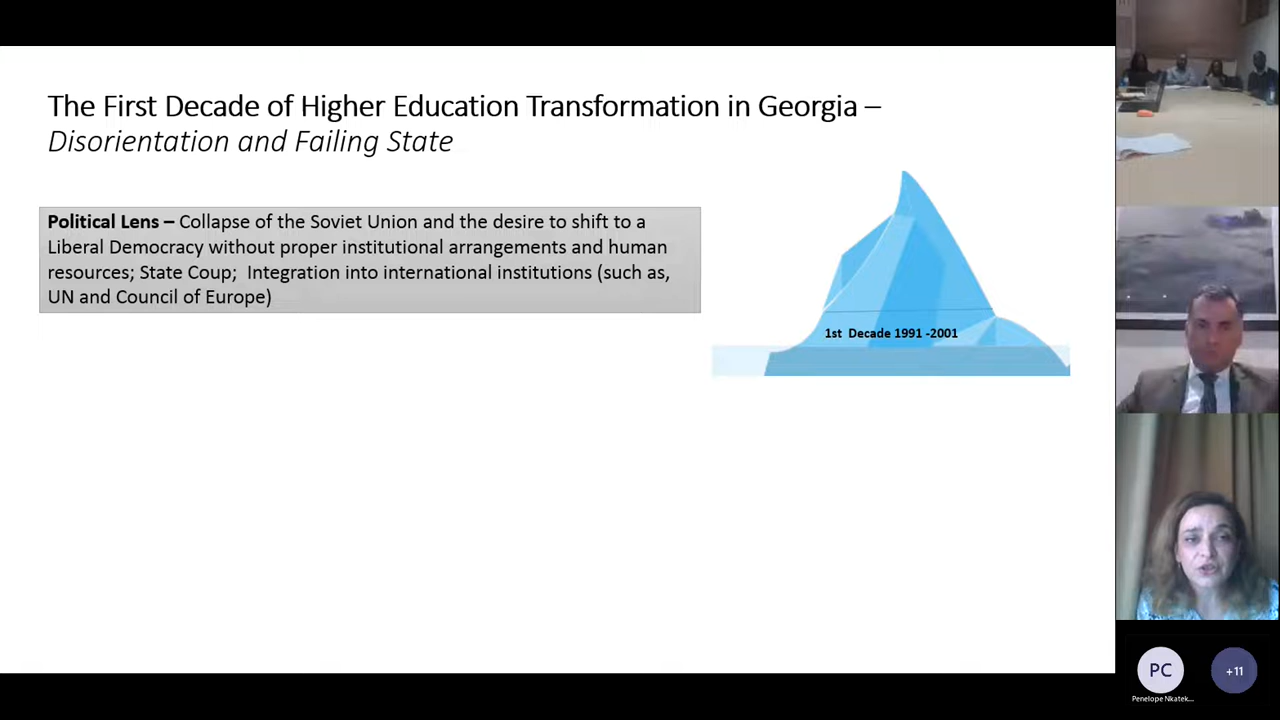 The First Decade of Higher Education Transformation in Georgia –
Disorientation and Failing State
Political Lens – Collapse of the Soviet Union and the desire to shift to a
Liberal Democracy without proper institutional arrangements and human
resources; State Coup;  Integration into international institutions (such as,
UN and Council of Europe)
1st  Decade 1991 -2001
PC
+11
Penelope Nkatek...